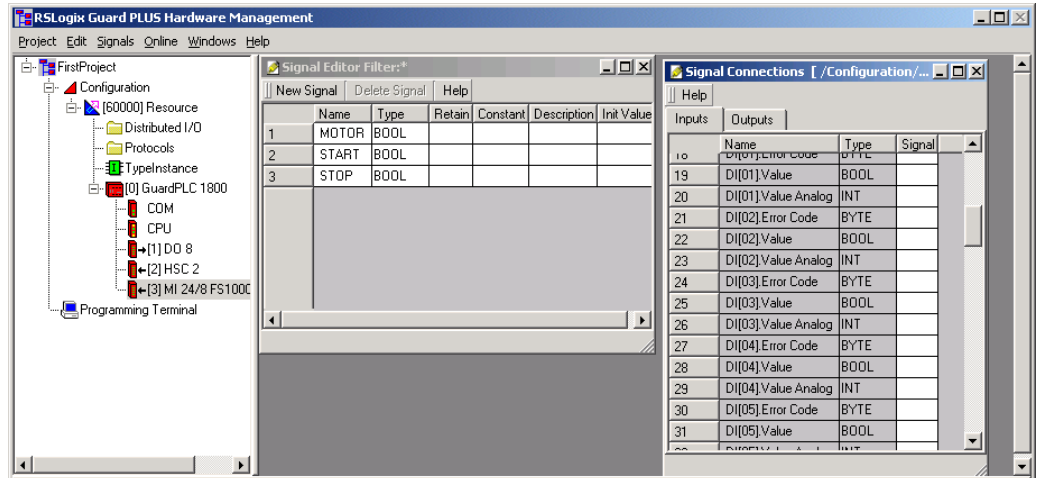 RSLogix Guard PLUS Hardware Management
Project Edit Signals Online Windows Help
FirstProject
Configuration
[60000] Resource
Distributed I/O
Protocols
TypeInstance
[0] GuardPLC 1800
COM
CPU
[1] DO 8
[2] HSC 2
[3] MI 24/8 FS100C
Programming Terminal
Signal Editor Filter:*
New Signal Delete Signal Help
Name Type Retain Constant Description Init Value
1 MOTOR BOOL
2 START BOOL
3 STOP BOOL
Signal Connections [ /Configuration/...
Help
Inputs Outputs
Name Type Signal
18 DI[01].Error Code BYTE
19 DI[01].Value BOOL
20 DI[01].Value Analog INT
21 DI[02].Error Code BYTE
22 DI[02].Value BOOL
23 DI[02].Value Analog INT
24 DI[03].Error Code BYTE
25 DI[03].Value BOOL
26 DI[03].Value Analog INT
27 DI[04].Error Code BYTE
28 DI[04].Value BOOL
29 DI[04].Value Analog INT
30 DI[05].Error Code BYTE
31 DI[05].Value BOOL